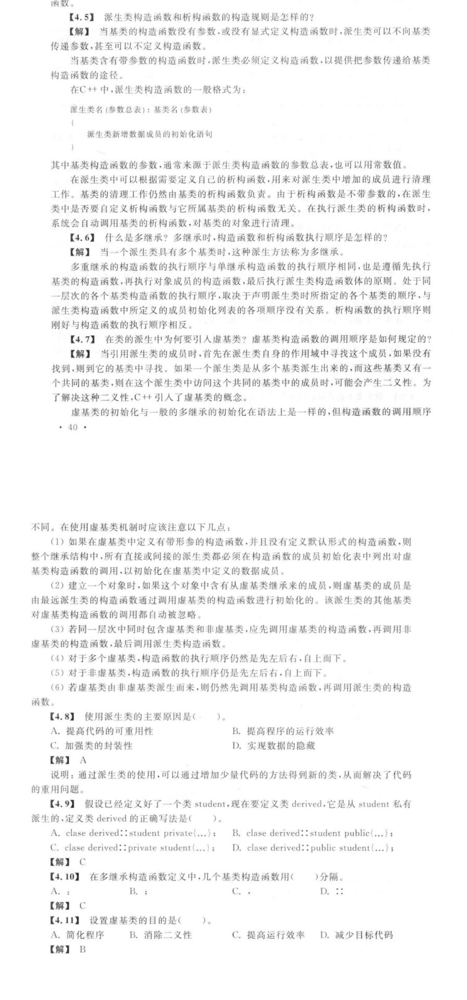 函数。
【4.5】 派生类构造函数和析构函数的构造规则是怎样的?
【解】 当基类的构造函数没有参数,或没有显式定义构造函数时,派生类可以不向基类
传递参数,甚至可以不定义构造函数。
当基类含有带参数的构造函数时,派生类必须定义构造函数,以提供把参数传递给基类
构造函数的途径。
在C++中,派生类构造函数的一般格式为:
派生类名(参数总表): 基类名(参数表)
{
派生类新增数据成员的初始化语句
}
其中基类构造函数的参数,通常来源于派生类构造函数的参数总表,也可以用常数值。
在派生类中可以根据需要定义自己的析构函数,用来对派生类中增加的成员进行清理
工作。基类的清理工作仍然由基类的析构函数负责。由于析构函数是不带参数的,在派生
类中是否要自定义析构函数与它所属基类的析构函数无关。在执行派生类的析构函数时,
系统会自动调用基类的析构函数,对基类的对象进行清理。
【4.6】 什么是多继承? 多继承时,构造函数和析构函数执行顺序是怎样的?
【解】 当一个派生类具有多个基类时,这种派生方法称为多继承。
多重继承的构造函数的执行顺序与单继承构造函数的执行顺序相同,也是遵循先执行
基类的构造函数,再执行对象成员的构造函数,最后执行派生类构造函数体的原则。处于同
一层次的各个基类构造函数的执行顺序,取决于声明派生类时所指定的各个基类的顺序,与
派生类构造函数中所定义的成员初始化列表的各项顺序没有关系。析构函数的执行顺序则
刚好与构造函数的执行顺序相反。
【4.7】 在类的派生中为何要引入虚基类? 虚基类构造函数的调用顺序是如何规定的?
【解】 当引用派生类的成员时,首先在派生类自身的作用域中寻找这个成员,如果没有
找到,则到它的基类中寻找。如果一个派生类是从多个基类派生出来的,而这些基类又有一
个共同的基类,则在这个派生类中访问这个共同的基类中的成员时,可能会产生二义性。为
了解决这种二义性,C++引入了虚基类的概念。
虚基类的初始化与一般的多继承的初始化在语法上是一样的,但构造函数的调用顺序
• 40 •
不同。在使用虚基类机制时应该注意以下几点:
(1) 如果在虚基类中定义有带形参的构造函数,并且没有定义默认形式的构造函数,则
整个继承结构中,所有直接或间接的派生类都必须在构造函数的成员初始化表中列出对虚
基类构造函数的调用,以初始化在虚基类中定义的数据成员。
(2) 建立一个对象时,如果这个对象中含有从虚基类继承来的成员,则虚基类的成员是
由最远派生类的构造函数通过调用虚基类的构造函数进行初始化的。该派生类的其他基类
对虚基类构造函数的调用都自动被忽略。
(3) 若同一层次中同时包含虚基类和非虚基类,应先调用虚基类的构造函数,再调用非
虚基类的构造函数,最后调用派生类构造函数。
(4) 对于多个虚基类,构造函数的执行顺序仍然是先左后右,自上而下。
(5) 对于非虚基类,构造函数的执行顺序仍是先左后右,自上而下。
(6) 若虚基类由非虚基类派生而来,则仍然先调用基类构造函数,再调用派生类的构造
函数。
【4.8】 使用派生类的主要原因是( )。
A. 提高代码的可重用性 B. 提高程序的运行效率
C. 加强类的封装性 D. 实现数据的隐藏
【解】 A
说明: 通过派生类的使用,可以通过增加少量代码的方法得到新的类,从而解决了代码
的重用问题。
【4.9】 假设已经定义好了一个类 student,现在要定义类 derived,它是从 student 私有
派生的,定义类 derived 的正确写法是( )。
A. clase derived::student private{…}; B. clase derived::student public{…};
C. clase derived::private student{…}; D. clase derived::public student{…};
【解】 C
【4.10】 在多继承构造函数定义中,几个基类构造函数用( )分隔。
A. : B. ; C. , D. ::
【解】 C
【4.11】 设置虚基类的目的是( )。
A. 简化程序 B. 消除二义性 C. 提高运行效率 D. 减少目标代码
【解】 B